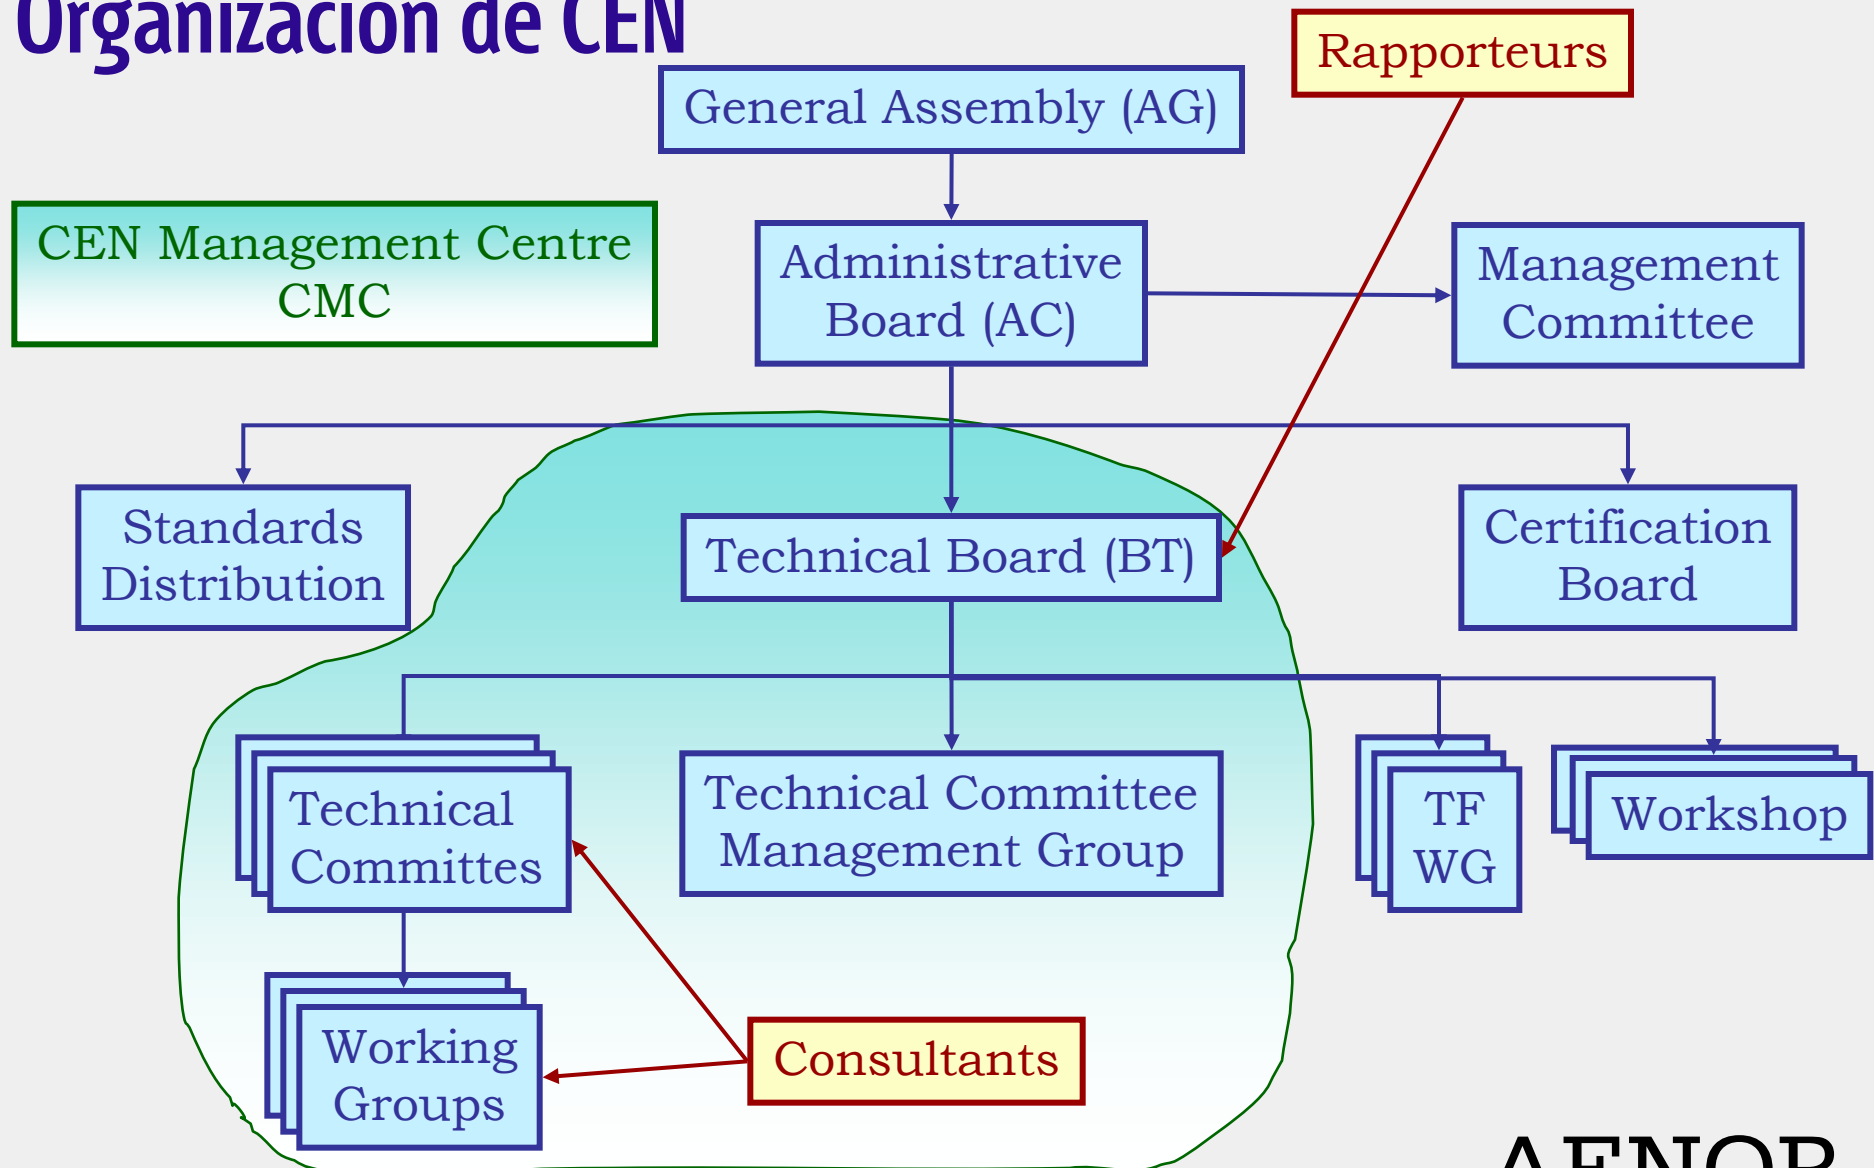 Organización de CEN
Rapporteurs
General Assembly (AG)
CEN Management Centre
CMC
Administrative
Board (AC)
Management
Committee
Standards
Distribution
Technical Board (BT)
Certification
Board
Technical
Committes
Technical Committee
Management Group
TF
WG
Workshop
Working
Groups
Consultants
AENOR